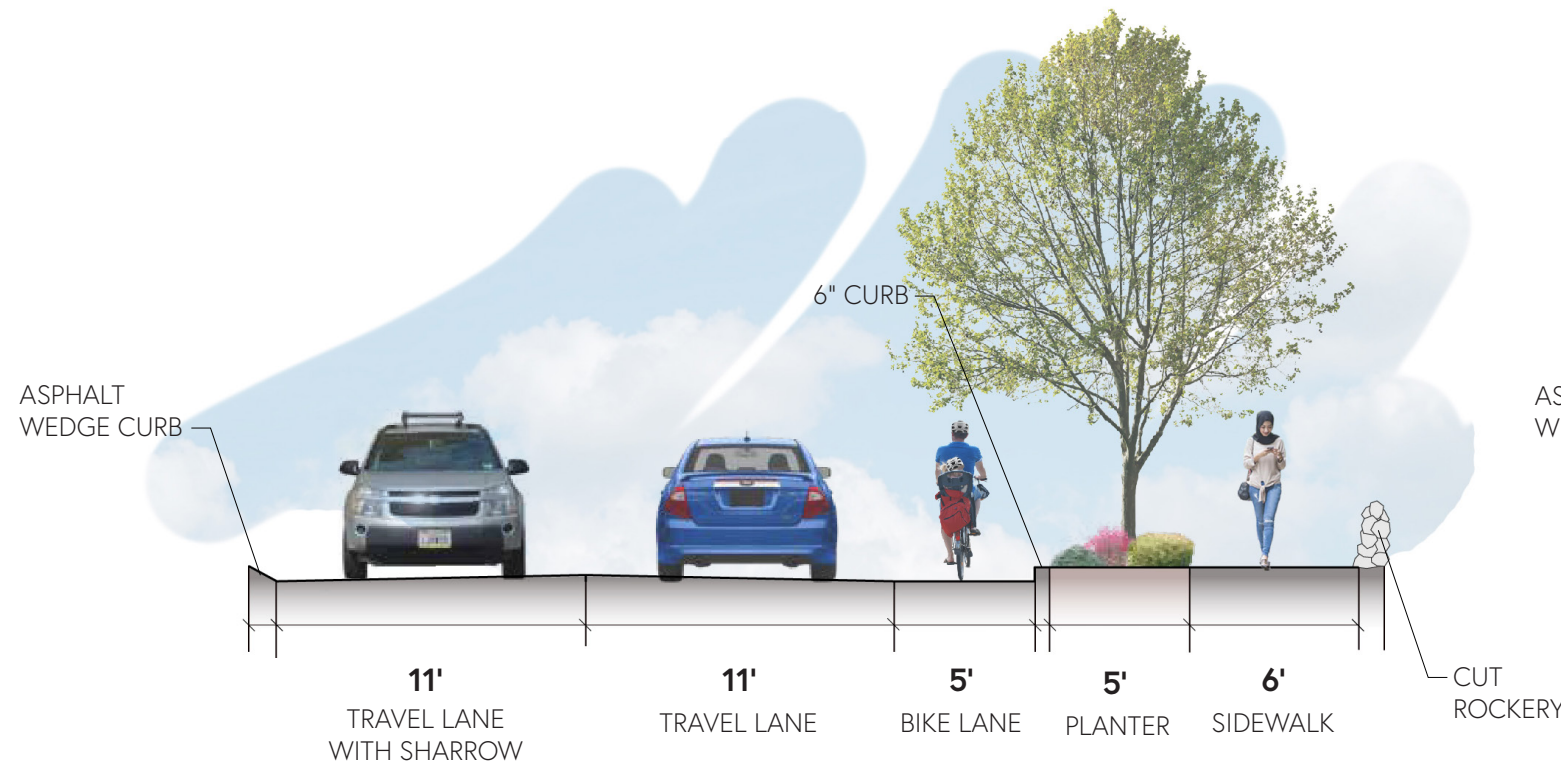 6" CURB
ASPHALT
WEDGE CURB
11'
TRAVEL LANE
WITH SHARROW
11'
TRAVEL LANE
5'
BIKE LANE
5'
PLANTER
6'
SIDEWALK
CUT
ROCKERY